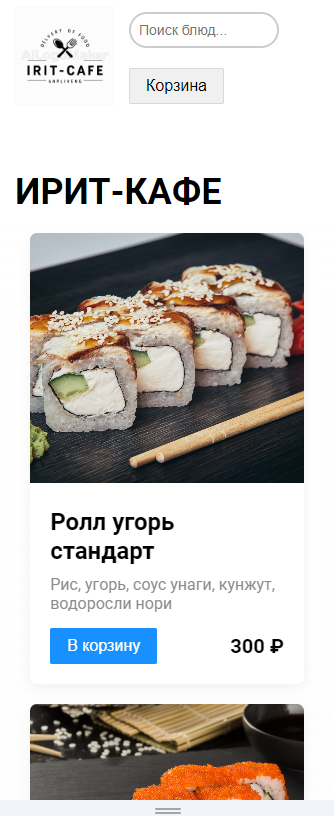 Поиск блюд...
DELIVERY OF FOOD
IRIT-CAFE
Корзина
ИРИТ-КАФЕ
Ролл угорь
стандарт
Рис, угорь, соус унаги, кунжут,
водоросли нори
В корзину
300 ₽